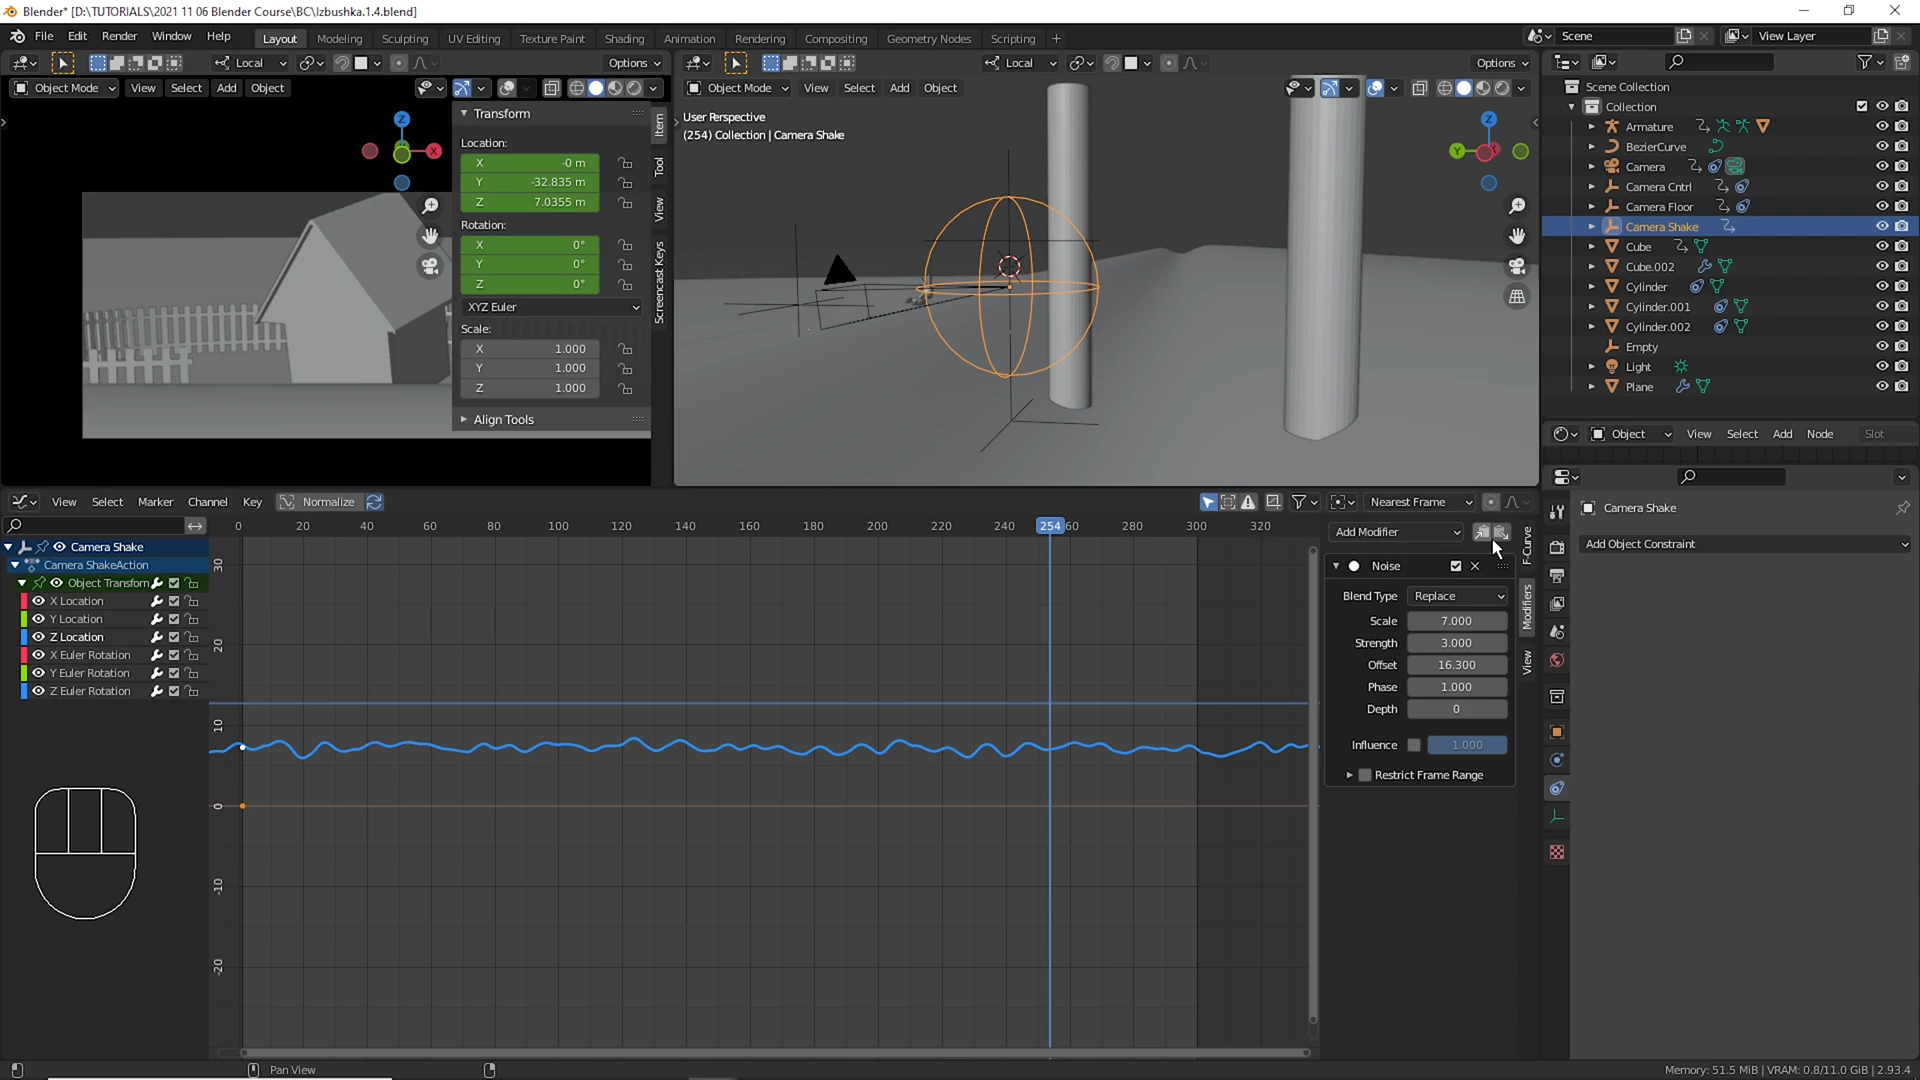 Blender* [D:\TUTORIALS\2021 11 06 Blender Course\BC\Izbushka.1.4.blend]
File Edit Render Window Help Layout Modeling Sculpting UV Editing Texture Paint Shading Animation Rendering Compositing Geometry Nodes Scripting + Scene View Layer
Local Options Local Options
Object Mode View Select Add Object Object Mode View Select Add Object
Scene Collection
Collection
Armature
BezierCurve
Camera
Camera Cntrl
Camera Floor
Camera Shake
Cube
Cube.002
Cylinder
Cylinder.001
Cylinder.002
Empty
Light
Plane
Transform
Location:
X -0 m
Y -32.835 m
Z 7.0355 m
Rotation:
X 0°
Y 0°
Z 0°
XYZ Euler
Scale:
X 1.000
Y 1.000
Z 1.000
Align Tools
Item
Tool
View
Screencast Keys
Z
X
User Perspective
(254) Collection | Camera Shake
Z
Y
X
Object View Select Add Node Slot
View Select Marker Channel Key Normalize Nearest Frame
0 20 40 60 80 100 120 140 160 180 200 220 240 254 60 280 300 320
Camera Shake
Camera ShakeAction
Object Transform
X Location
Y Location
Z Location
X Euler Rotation
Y Euler Rotation
Z Euler Rotation
30
20
10
0
-10
-20
Add Modifier
Noise
Blend Type Replace
Scale 7.000
Strength 3.000
Offset 16.300
Phase 1.000
Depth 0
Influence 1.000
Restrict Frame Range
F-Curve
Modifiers
View
Camera Shake
Add Object Constraint
Pan View
Memory: 51.5 MiB | VRAM: 0.8/11.0 GiB | 2.93.4